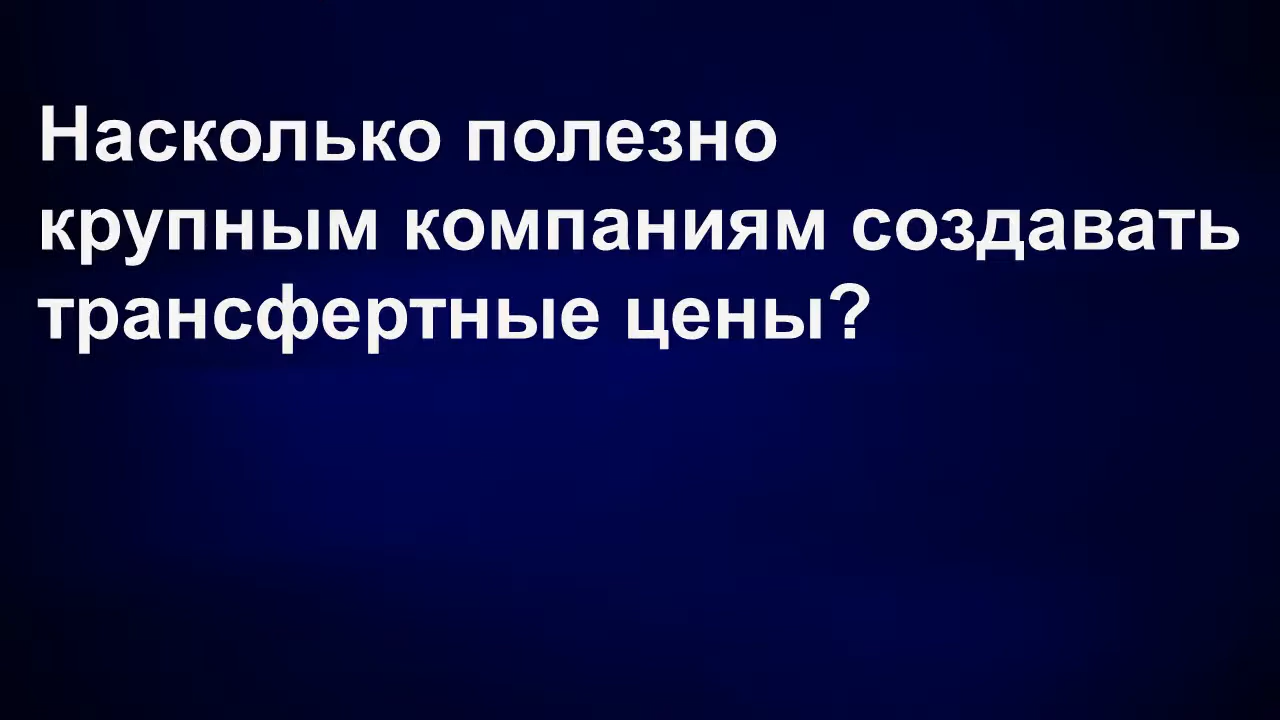 Насколько полезно
крупным компаниям создавать
трансфертные цены?